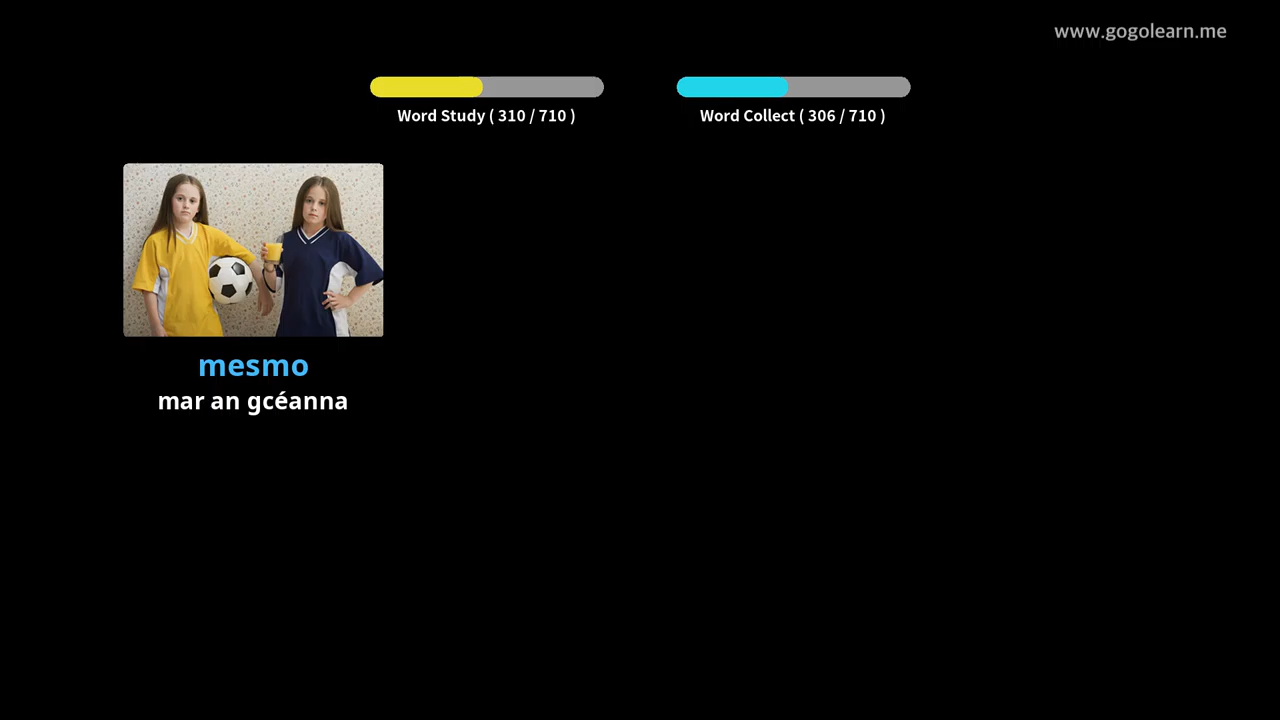 www.gogolearn.me
Word Study ( 310 / 710 )
Word Collect ( 306 / 710 )
mesmo
mar an gcéanna